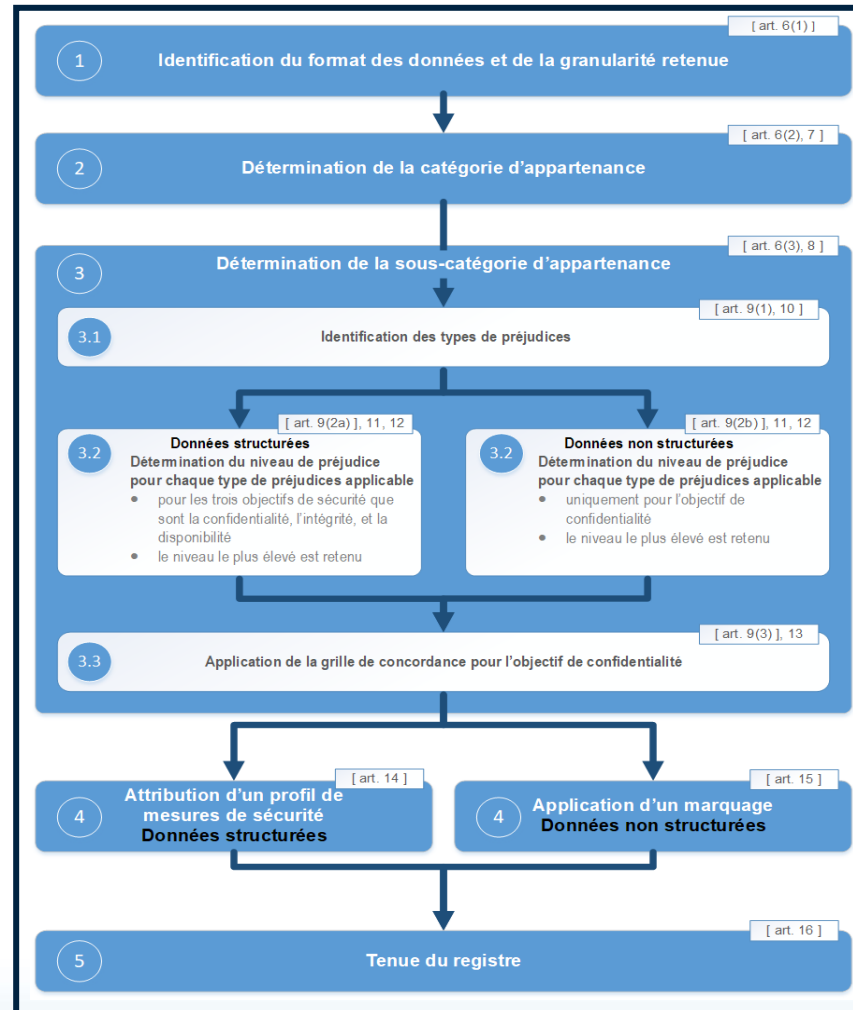 [ art. 6(1) ]
1
Identification du format des données et de la granularité retenue
[ art. 6(2), 7 ]
2
Détermination de la catégorie d'appartenance
[ art. 6(3), 8 ]
3
Détermination de la sous-catégorie d'appartenance
[ art. 9(1), 10 ]
3.1
Identification des types de préjudices
[ art. 9(2a) ], 11, 12
3.2
Données structurées
Détermination du niveau de préjudice
pour chaque type de préjudices applicable
• pour les trois objectifs de sécurité que
sont la confidentialité, l'intégrité, et la
disponibilité
• le niveau le plus élevé est retenu
[ art. 9(2b) ], 11, 12
3.2
Données non structurées
Détermination du niveau de préjudice
pour chaque type de préjudices applicable
• uniquement pour l'objectif de
confidentialité
• le niveau le plus élevé est retenu
[ art. 9(3) ], 13
3.3
Application de la grille de concordance pour l'objectif de confidentialité
[ art. 14 ]
4
Attribution d'un profil de
mesures de sécurité
Données structurées
[ art. 15 ]
4
Application d'un marquage
Données non structurées
[ art. 16 ]
5
Tenue du registre